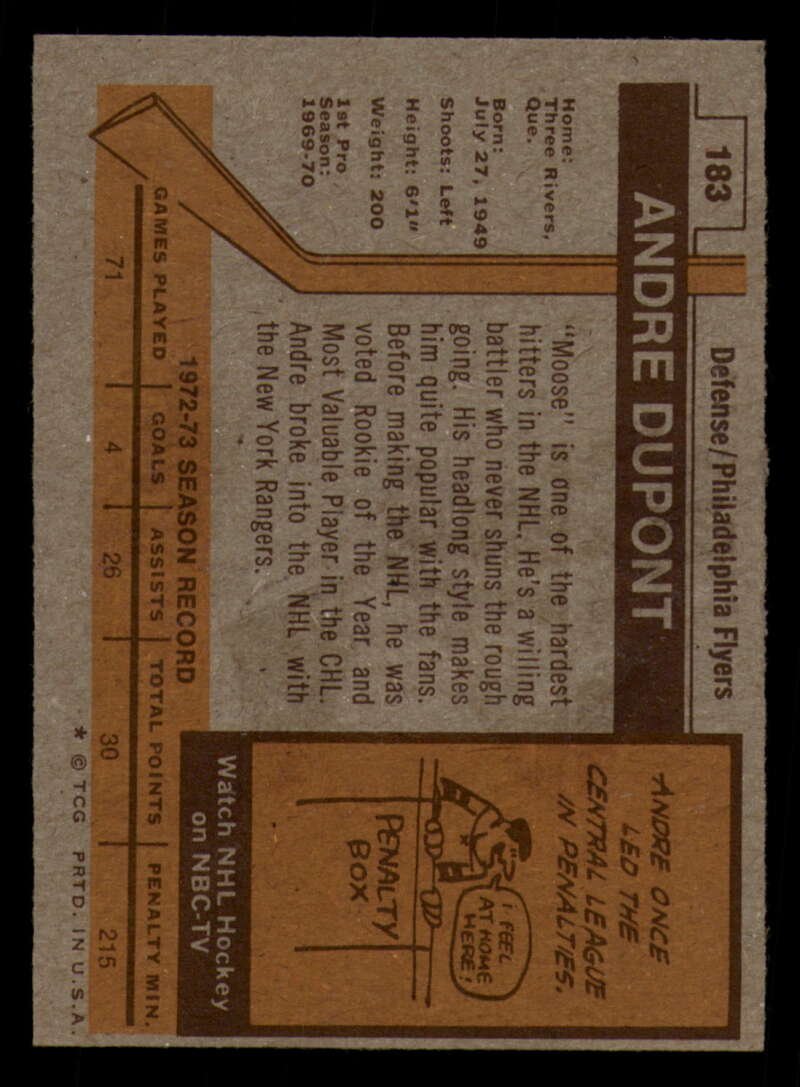 183
Defense/Philadelphia Flyers
ANDRE DUPONT
Home:
Three Rivers,
Que.
Born:
July 27, 1949
Shoots: Left
Height: 6'1"
Weight: 200
1st Pro
Season:
1969-70
"Moose" is one of the hardest
hitters in the NHL. He's a willing
battler who never shuns the rough
going. His headlong style makes
him quite popular with the fans.
Before making the NHL, he was
voted Rookie of the Year and
Most Valuable Player in the CHL.
Andre broke into the NHL with
the New York Rangers.
ANDRE ONCE
LED THE
CENTRAL LEAGUE
IN PENALTIES.
I FEEL
AT HOME
HERE!
PENALTY
BOX
Watch NHL Hockey
on NBC-TV
1972-73 SEASON RECORD
GAMES PLAYED GOALS ASSISTS TOTAL POINTS PENALTY MIN.
71 4 26 30 215
* © TCG PRTD. IN U.S.A.